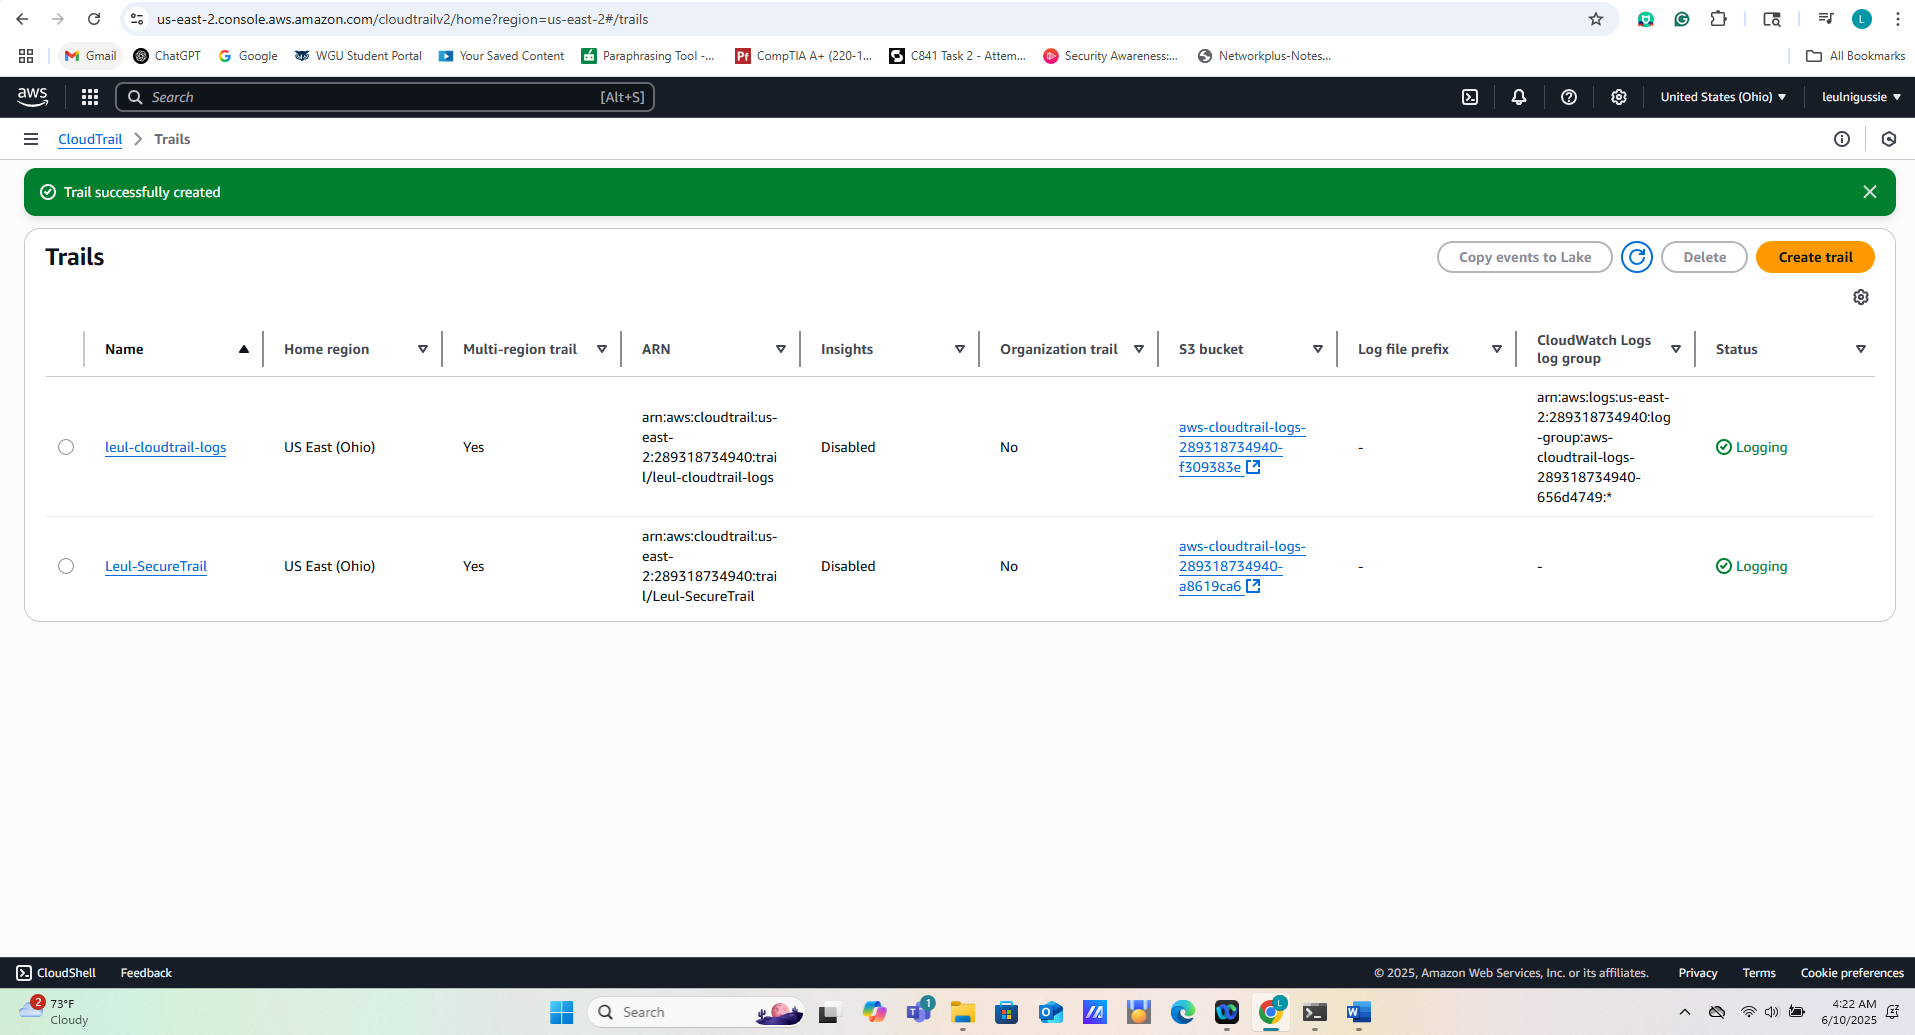 us-east-2.console.aws.amazon.com/cloudtrailv2/home?region=us-east-2#/trails
L
Gmail
ChatGPT
Google
WGU Student Portal
Your Saved Content
Paraphrasing Tool -...
Pf CompTIA A+ (220-1...
C841 Task 2 - Attem...
Security Awareness:...
Networkplus-Notes...
All Bookmarks
aws
Search
[Alt+S]
United States (Ohio)
leulnigussie
CloudTrail
Trails
Trail successfully created
Trails
Copy events to Lake
Delete
Create trail
Name
Home region
Multi-region trail
ARN
Insights
Organization trail
S3 bucket
Log file prefix
CloudWatch Logs
log group
Status
leul-cloudtrail-logs
US East (Ohio)
Yes
arn:aws:cloudtrail:us-
east-
2:289318734940:trai
l/leul-cloudtrail-logs
Disabled
No
aws-cloudtrail-logs-
289318734940-
f309383e
-
arn:aws:logs:us-east-
2:289318734940:log
-group:aws-
cloudtrail-logs-
289318734940-
656d4749:*
Logging
Leul-SecureTrail
US East (Ohio)
Yes
arn:aws:cloudtrail:us-
east-
2:289318734940:trai
l/Leul-SecureTrail
Disabled
No
aws-cloudtrail-logs-
289318734940-
a8619ca6
-
-
Logging
CloudShell
Feedback
© 2025, Amazon Web Services, Inc. or its affiliates.
Privacy
Terms
Cookie preferences
2
73°F
Cloudy
Search
1
L
4:22 AM
6/10/2025